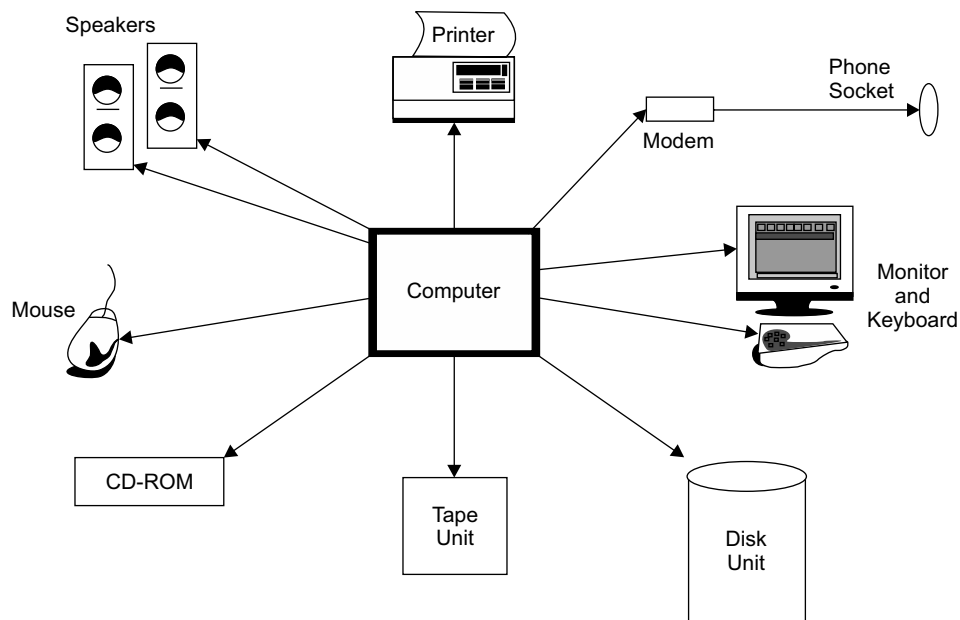 Speakers
Printer
Phone
Socket
Modem
Computer
Monitor
and
Keyboard
Mouse
CD-ROM
Tape
Unit
Disk
Unit